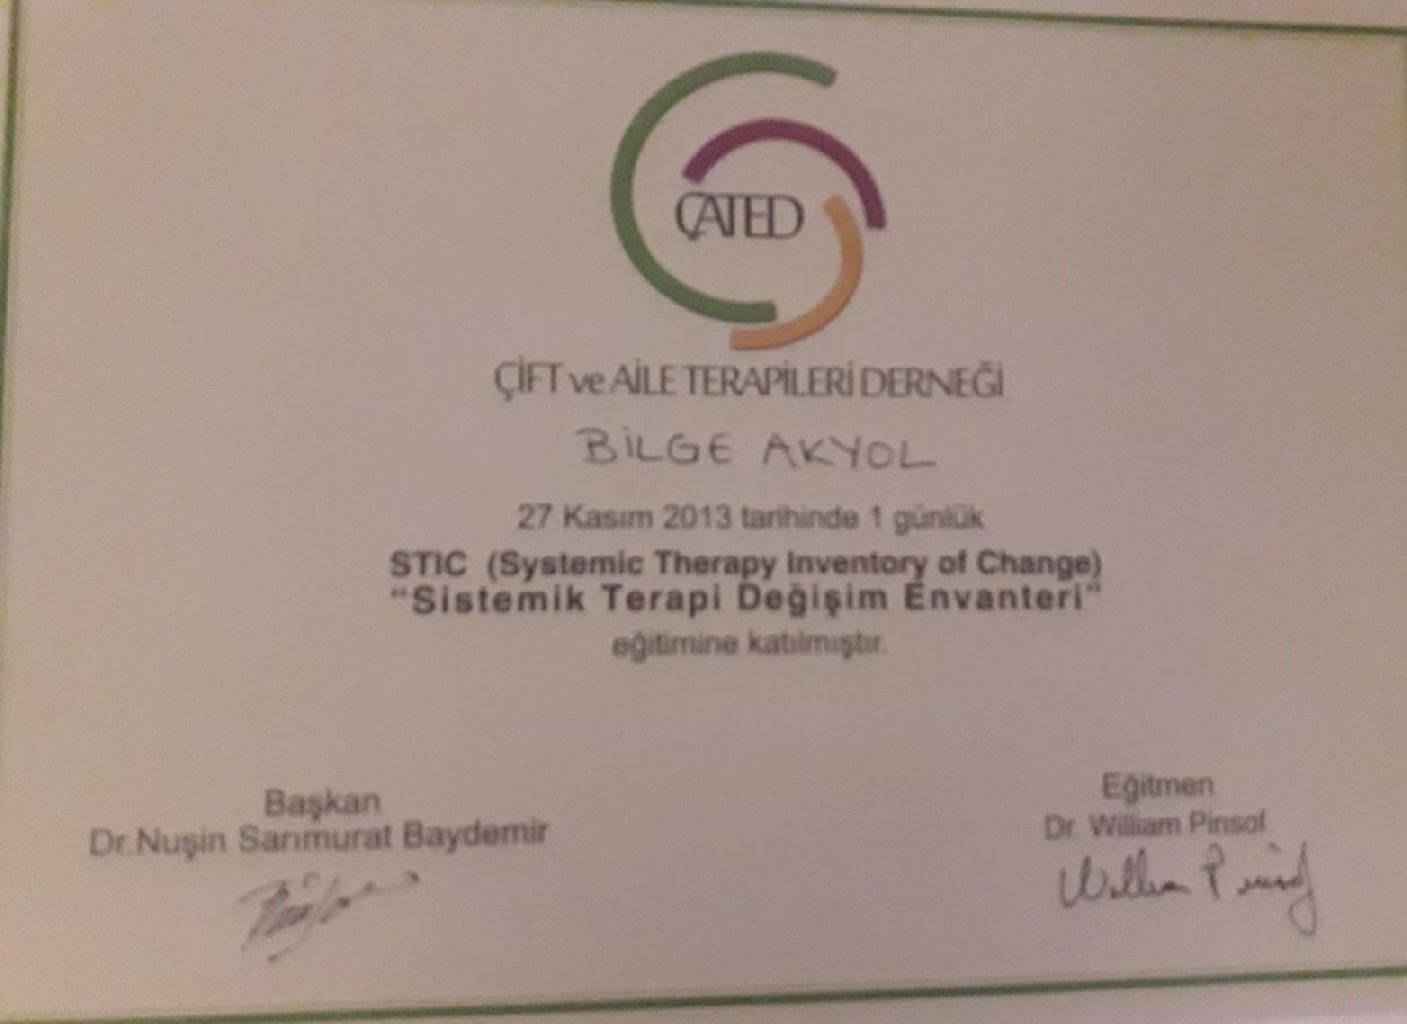 ÇATED
ÇİFT ve AİLE TERAPİLERİ DERNEĞİ
BİLGE AKYOL
27 Kasım 2013 tarihinde 1 günlük
STIC (Systemic Therapy Inventory of Change)
“Sistemik Terapi Değişim Envanteri”
eğitimine katılmıştır.
Başkan
Dr.Nuşin Sarımurat Baydemir
Eğitmen
Dr. William Pinsof
William Pinsof